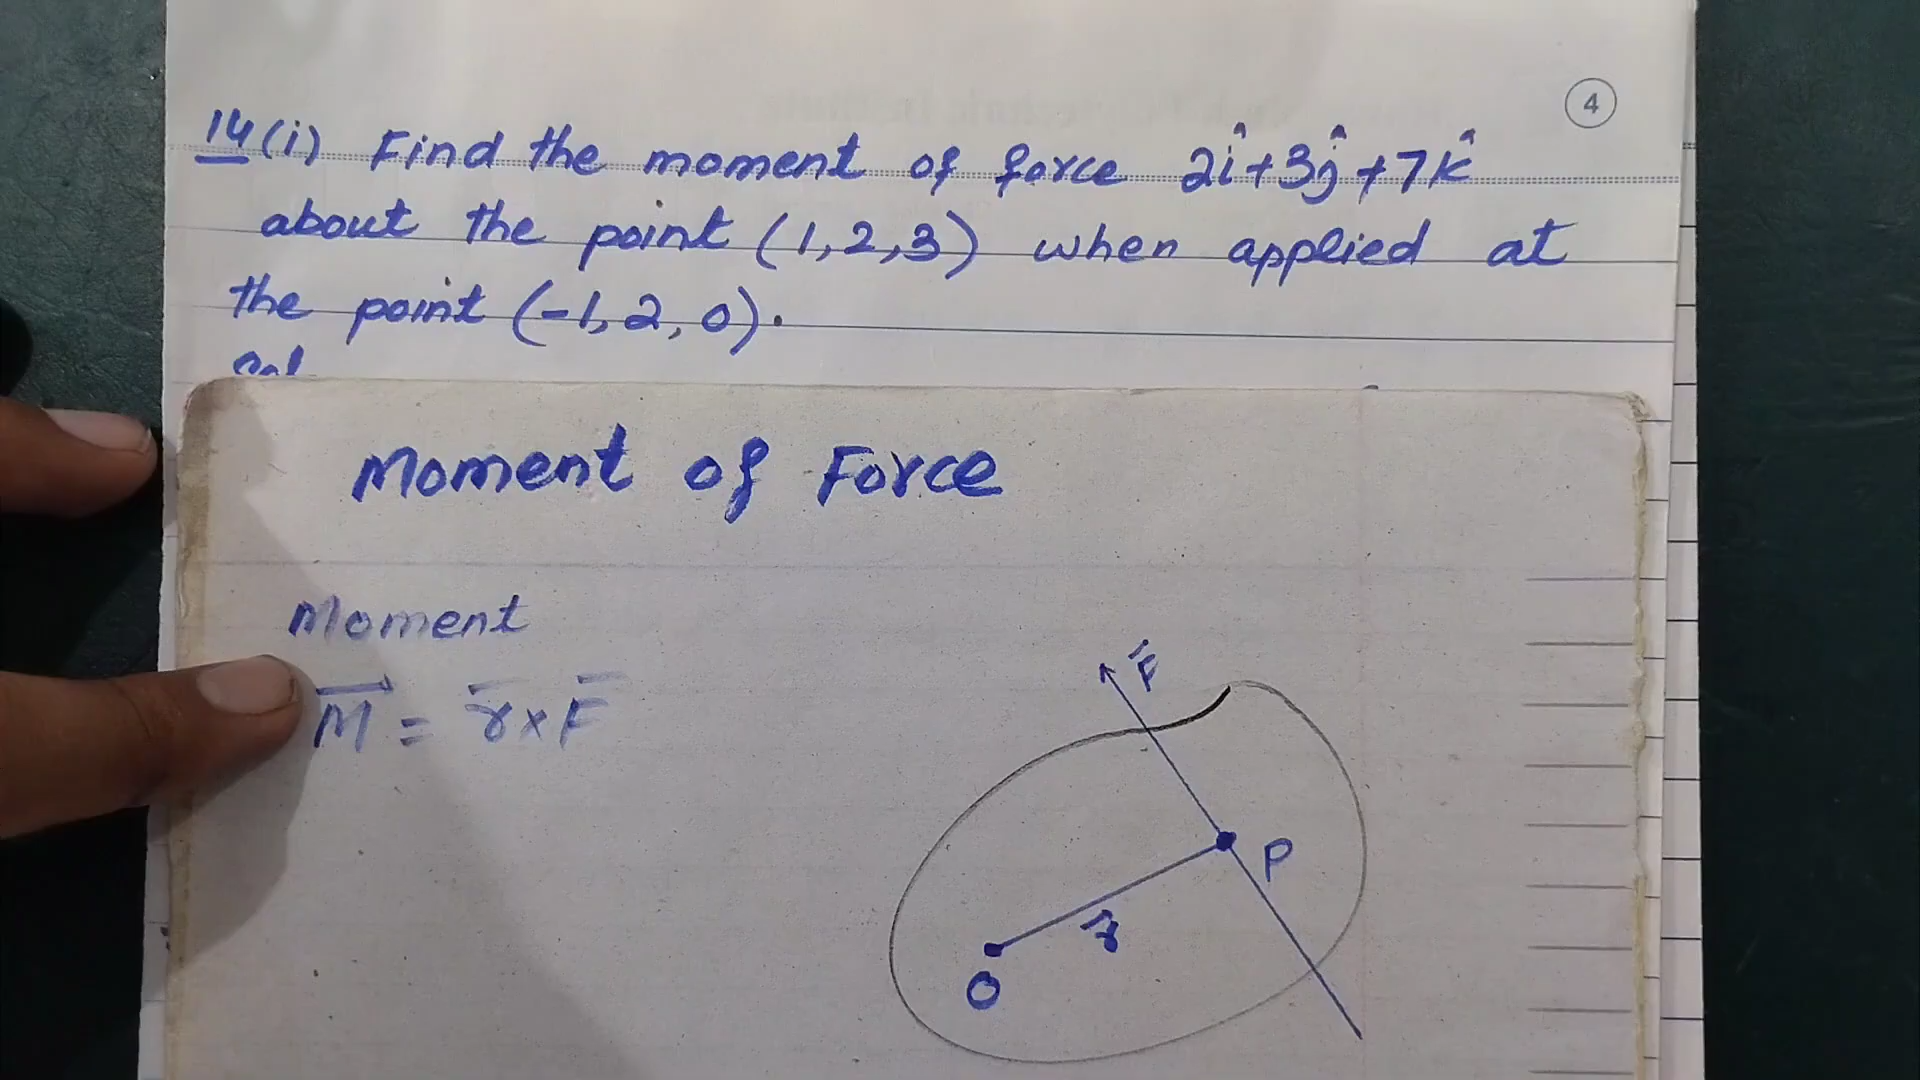 4
14(i) Find the moment of force 2î+3ĵ+7k̂
about the point (1,2,3) when applied at
the point (-1,2,0).
Sol
Moment of Force
Moment
M⃗ = r̄×F̄
F̄
P
r̄
O